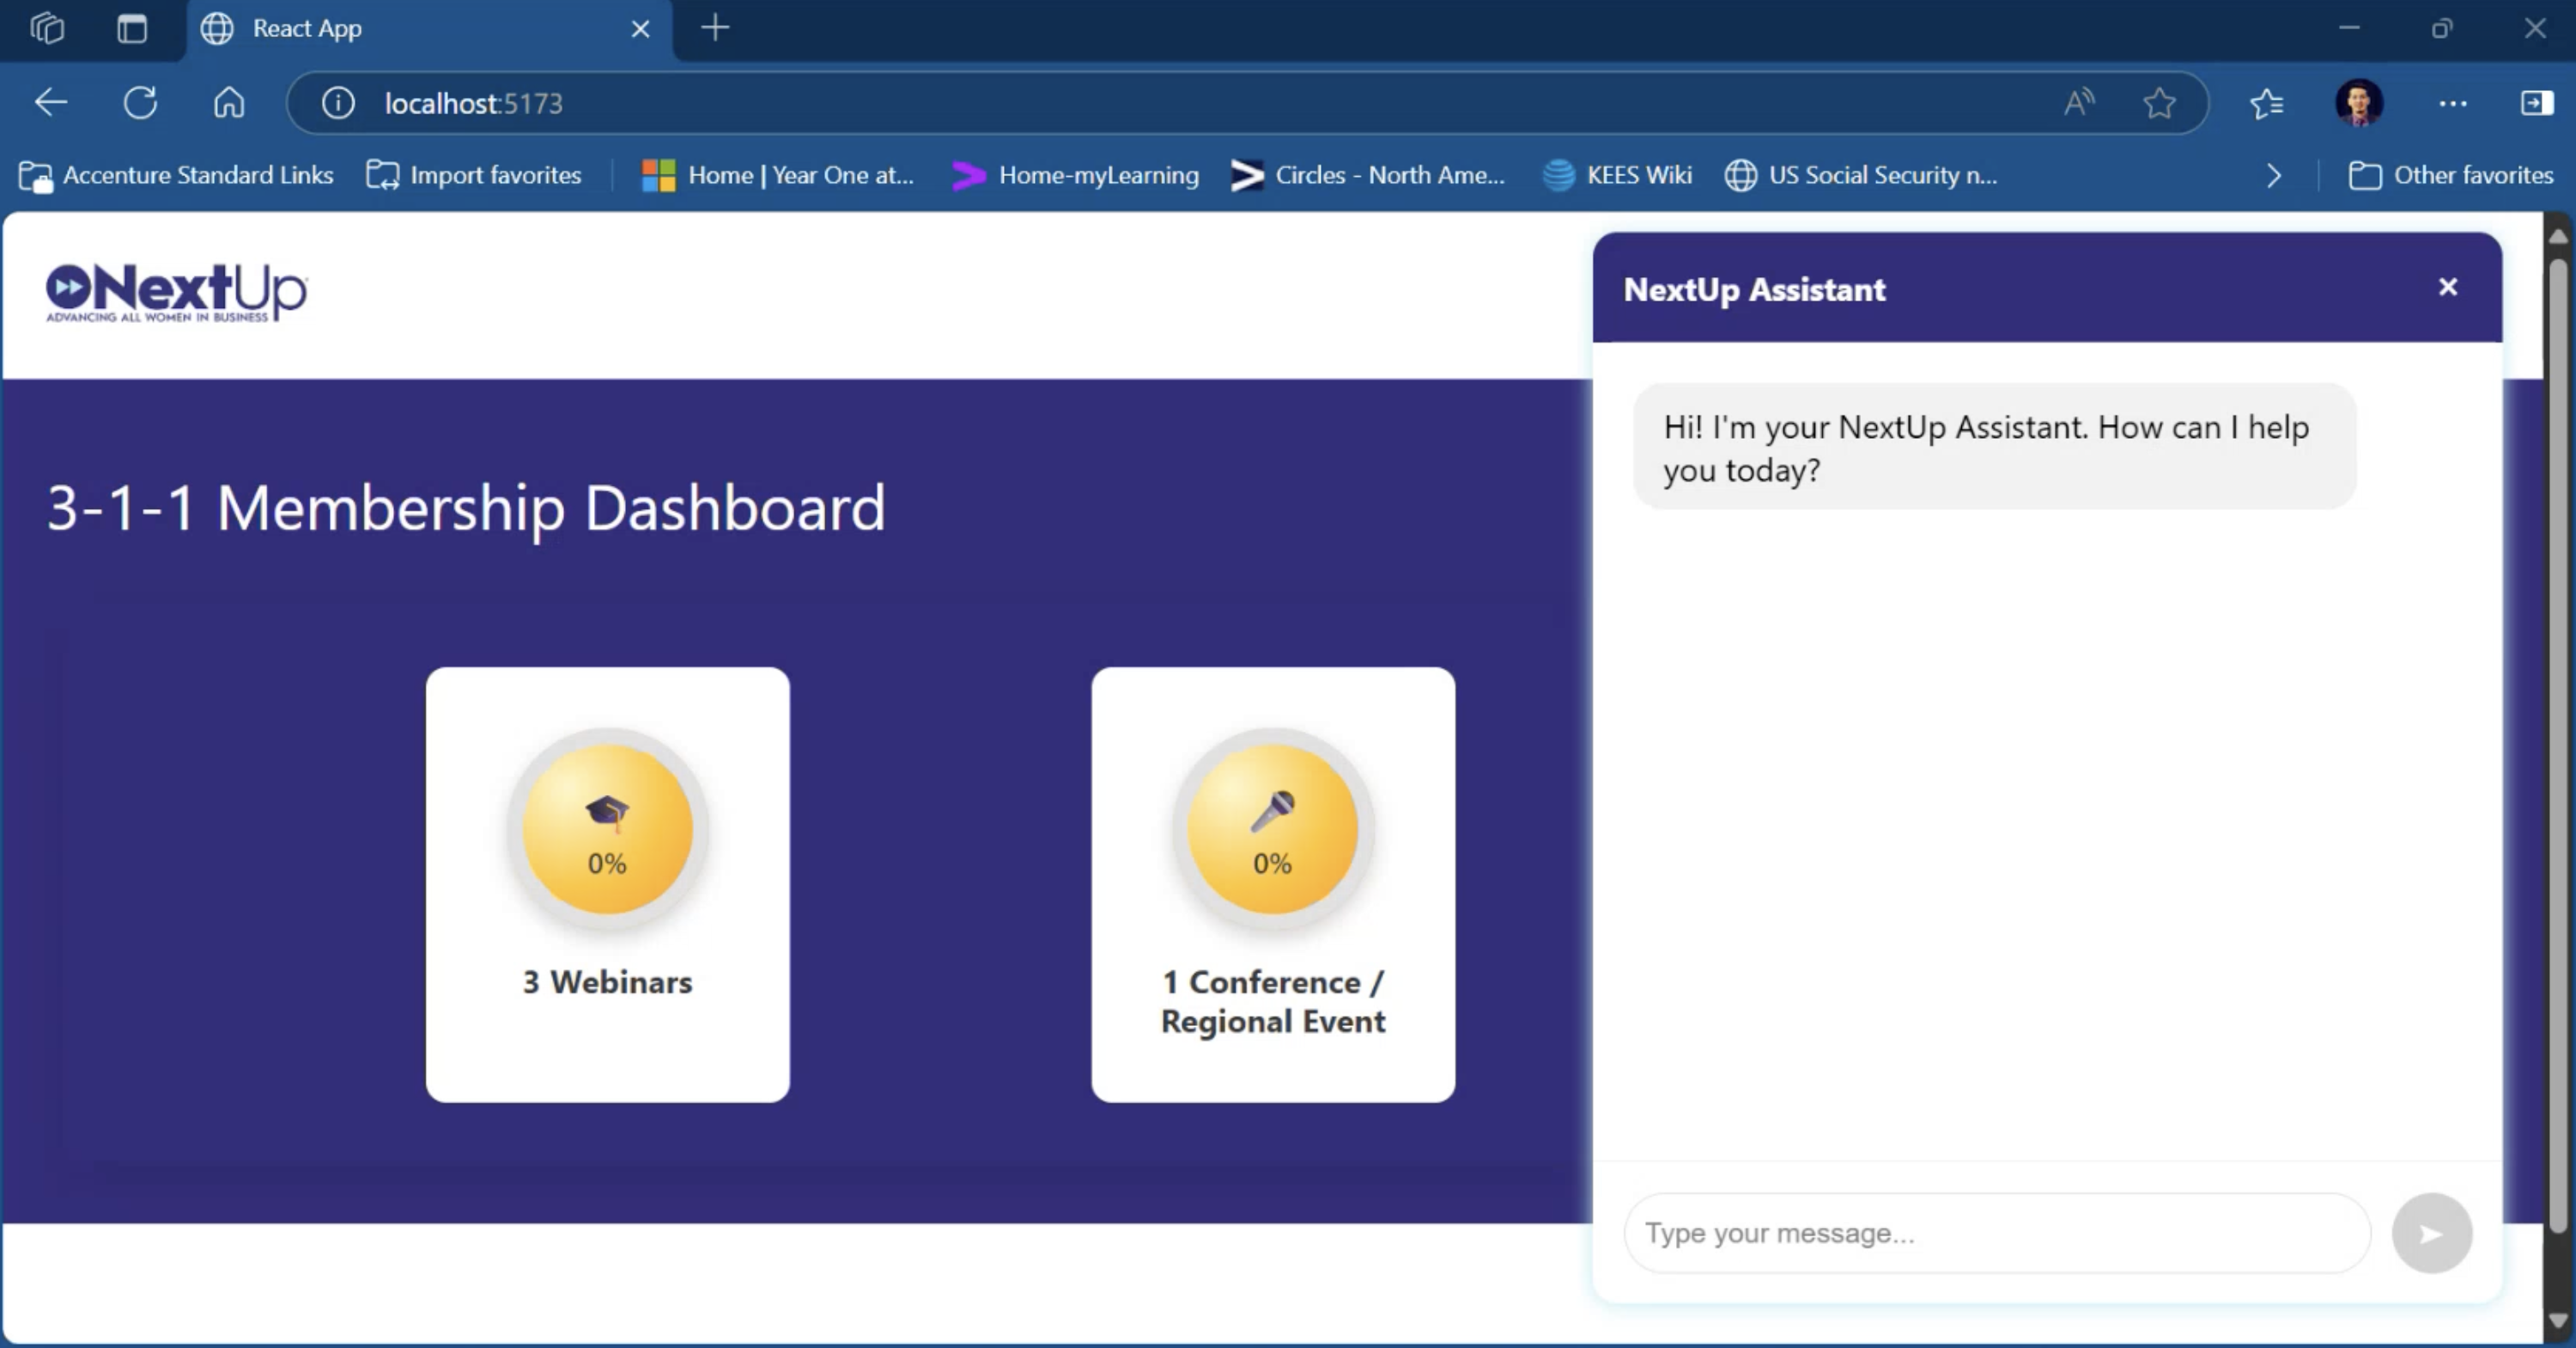 React App
localhost:5173
Accenture Standard Links
Import favorites
Home | Year One at...
Home-myLearning
Circles - North Ame...
KEES Wiki
US Social Security n...
Other favorites
NextUp
ADVANCING ALL WOMEN IN BUSINESS
3-1-1 Membership Dashboard
0%
3 Webinars
0%
1 Conference /
Regional Event
NextUp Assistant
Hi! I'm your NextUp Assistant. How can I help
you today?
Type your message...